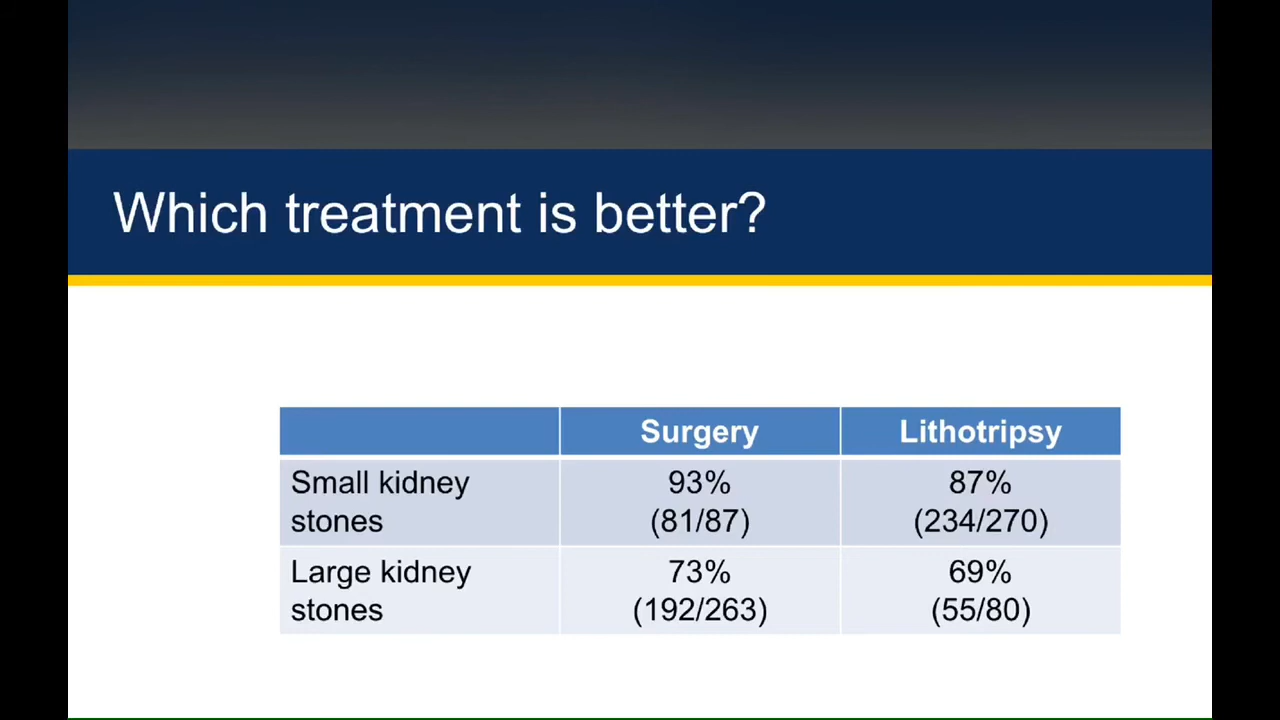 Which treatment is better?
Surgery Lithotripsy
Small kidney stones 93% (81/87) 87% (234/270)
Large kidney stones 73% (192/263) 69% (55/80)